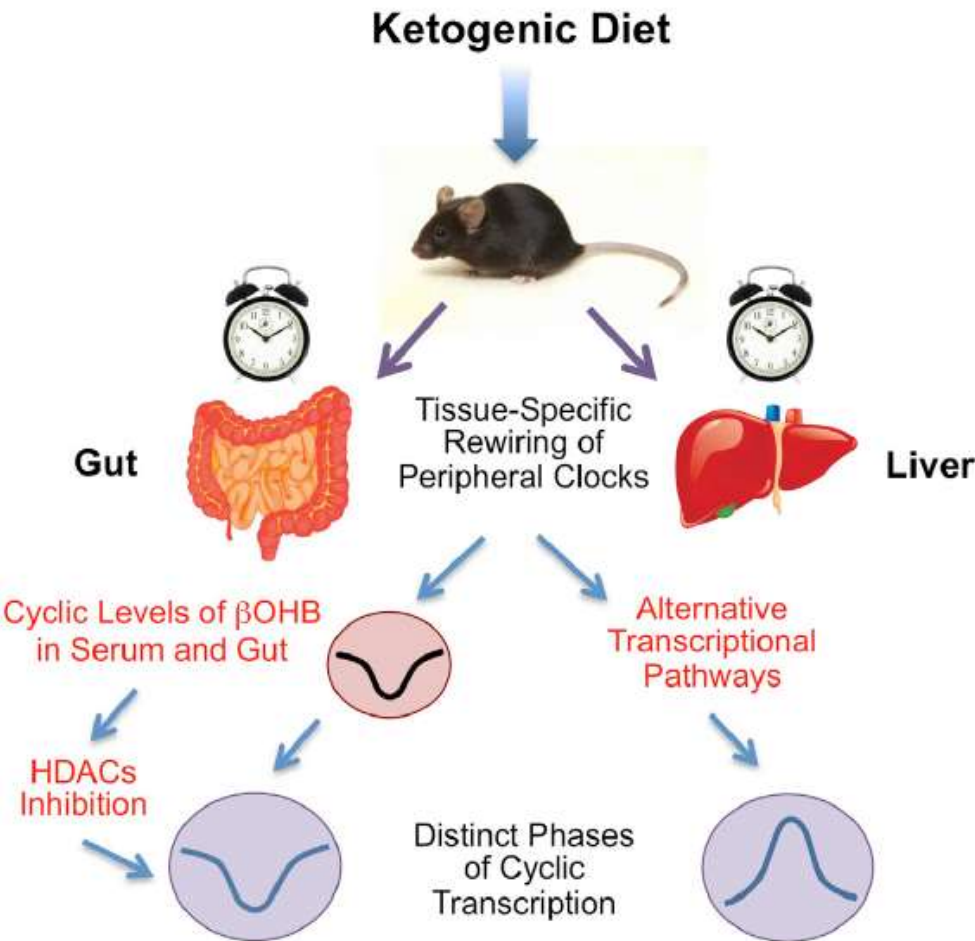 Ketogenic Diet
Tissue-Specific
Rewiring of
Peripheral Clocks
Gut
Liver
Cyclic Levels of βOHB
in Serum and Gut
Alternative
Transcriptional
Pathways
HDACs
Inhibition
Distinct Phases
of Cyclic
Transcription